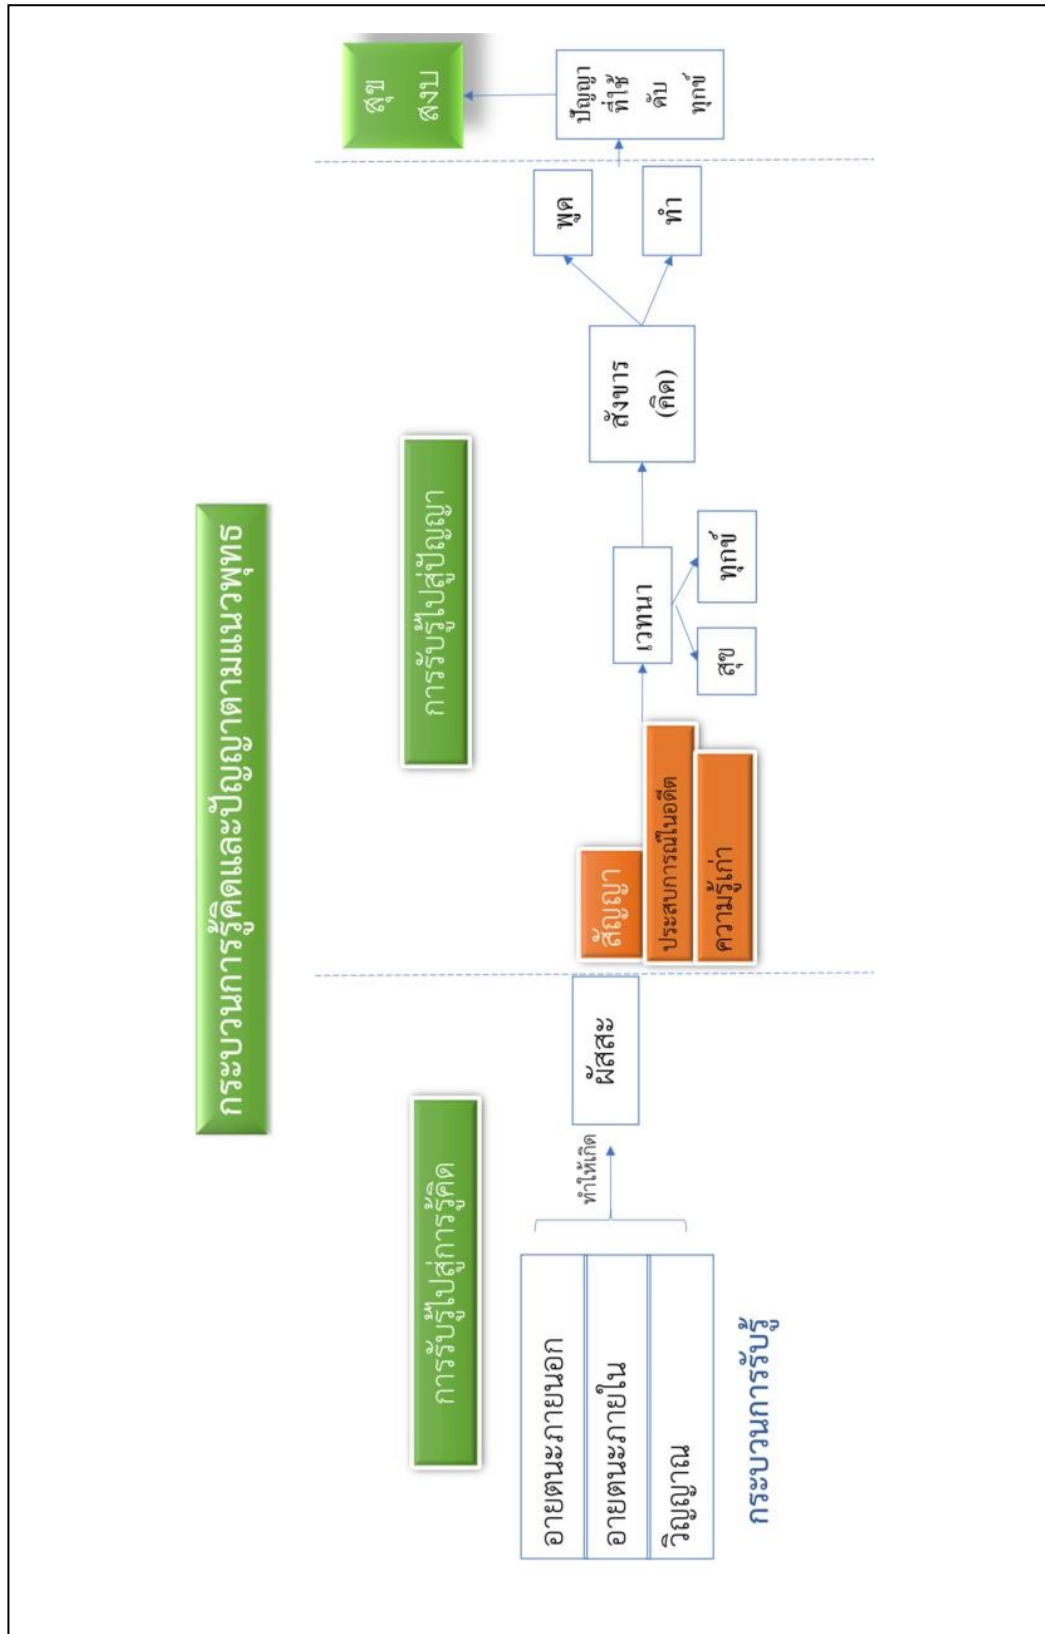 กระบวนการรู้คิดและปัญญาตามแนวพุทธ
การรับรู้ไปสู่การรู้คิด
การรับรู้ไปสู่ปัญญา
อายตนะภายนอก
อายตนะภายใน
วิญญาณ
กระบวนการรับรู้
ทำให้เกิด
ผัสสะ
สัญญา
ประสบการณ์ในอดีต
ความรู้เก่า
เวทนา
สุข
ทุกข์
สังขาร
(คิด)
พูด
ทำ
ปัญญา
ที่ใช้
ดับ
ทุกข์
สุข
สงบ